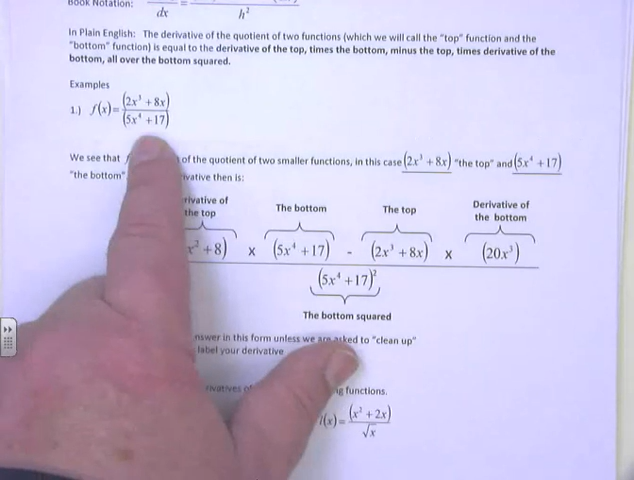 Book Notation: dx = h²
In Plain English: The derivative of the quotient of two functions (which we will call the "top" function and the
"bottom" function) is equal to the derivative of the top, times the bottom, minus the top, times derivative of the
bottom, all over the bottom squared.
Examples
1.) f(x)= (2x³ + 8x)
(5x⁴ + 17)
We see that of the quotient of two smaller functions, in this case (2x³ + 8x) "the top" and (5x⁴ + 17)
"the bottom" then is:
of The bottom The top Derivative of
the top the bottom
x² + 8) x (5x⁴ + 17) - (2x³ + 8x) x (20x³)
(5x⁴ + 17)²
The bottom squared
in this form unless we are asked to "clean up"
label your derivative
functions.
(x) = (x² + 2x)
√x